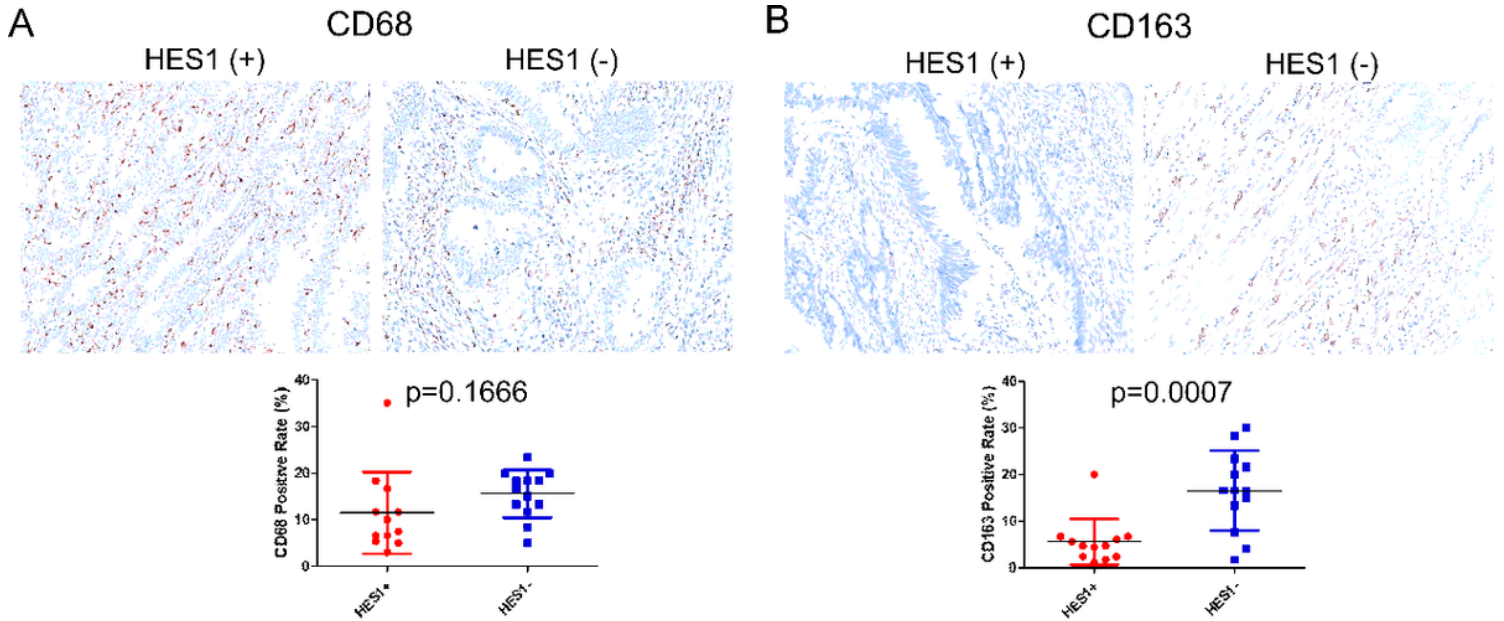 A
CD68
HES1 (+)
HES1 (-)
p=0.1666
CD68 Positive Rate (%)
40
30
20
10
0
HES1+
HES1-
B
CD163
HES1 (+)
HES1 (-)
p=0.0007
CD163 Positive Rate (%)
40
30
20
10
0
HES1+
HES1-